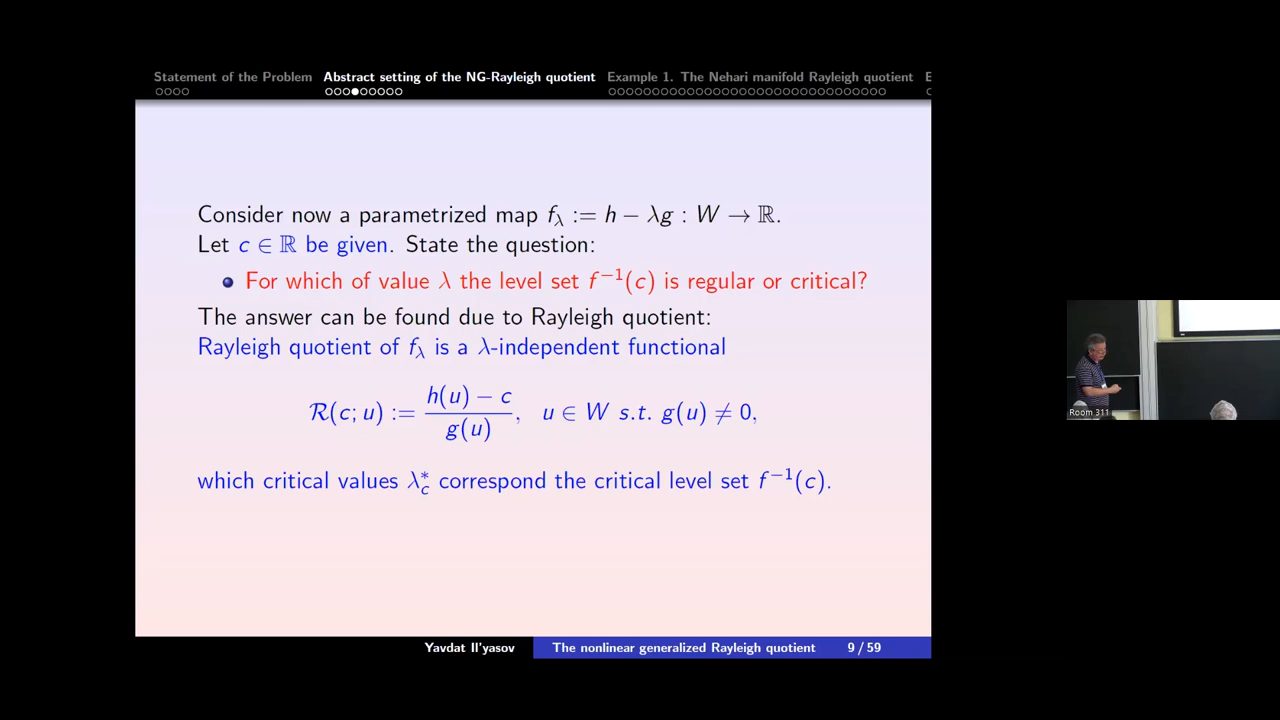 Statement of the Problem Abstract setting of the NG-Rayleigh quotient Example 1. The Nehari manifold Rayleigh quotient E
Consider now a parametrized map f_λ := h − λg : W → ℝ.
Let c ∈ ℝ be given. State the question:
For which of value λ the level set f⁻¹(c) is regular or critical?
The answer can be found due to Rayleigh quotient:
Rayleigh quotient of f_λ is a λ-independent functional
ℛ(c; u) := (h(u) − c) / g(u), u ∈ W s.t. g(u) ≠ 0,
which critical values λ*_c correspond the critical level set f⁻¹(c).
Room 311
Yavdat Il'yasov The nonlinear generalized Rayleigh quotient 9 / 59